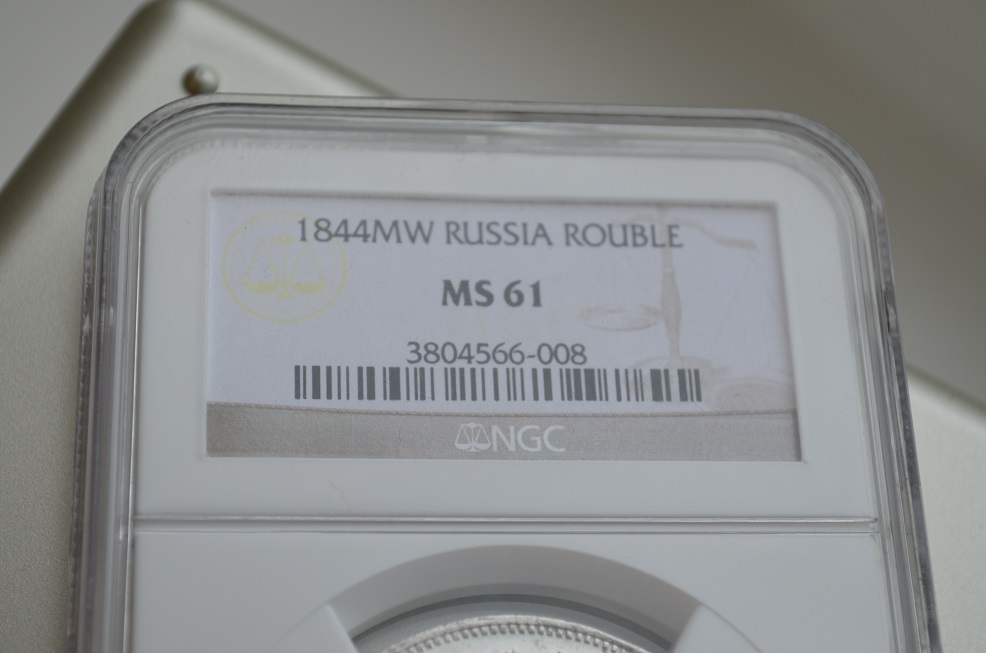 1844MW RUSSIA ROUBLE
MS 61
3804566-008
NGC